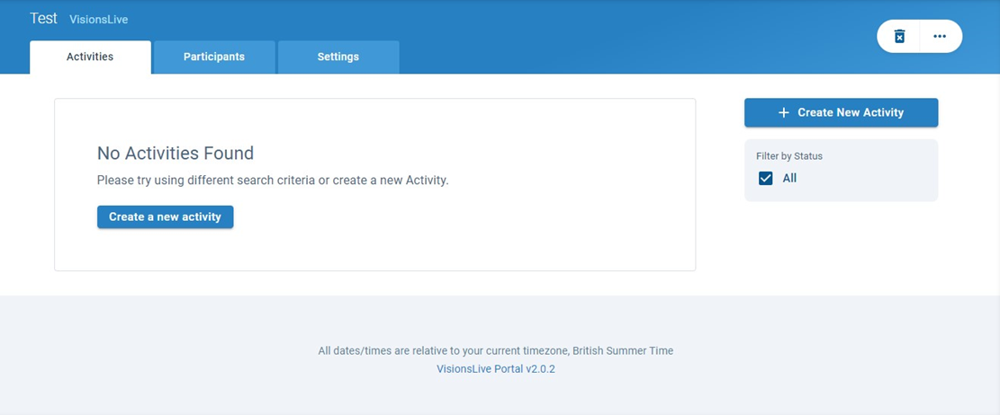 Test VisionsLive
Activities Participants Settings
No Activities Found
Please try using different search criteria or create a new Activity.
Create a new activity
Create New Activity
Filter by Status
All
All dates/times are relative to your current timezone, British Summer Time
VisionsLive Portal v2.0.2